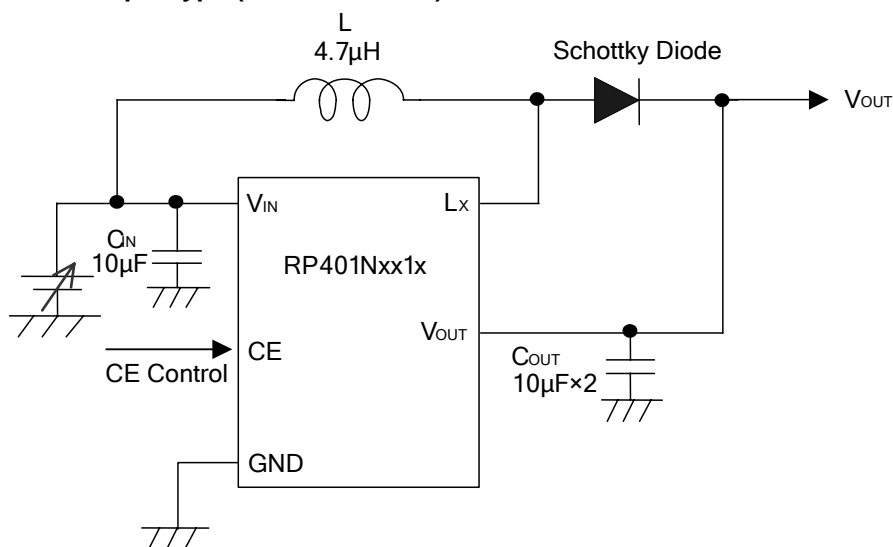 L
4.7µH
Schottky Diode
VOUT
VIN
LX
CIN
10µF
RP401Nxx1x
VOUT
CE
CE Control
COUT
10µF×2
GND